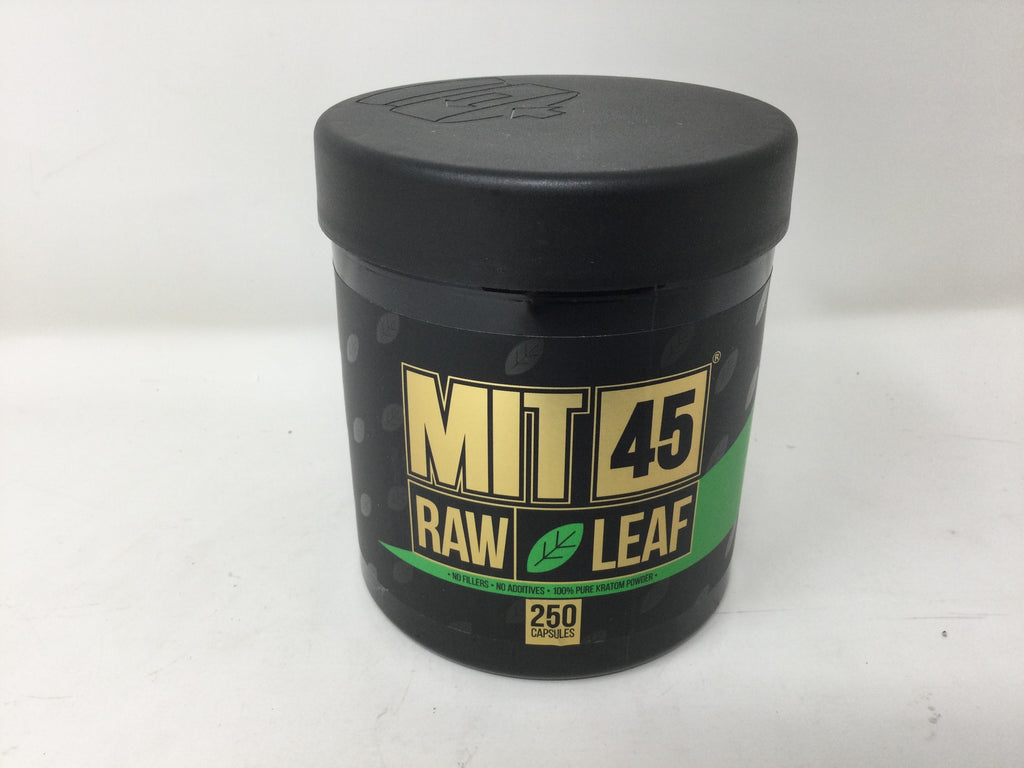 MIT 45®
RAW LEAF
• NO FILLERS • NO ADDITIVES • 100% PURE KRATOM POWDER •
250
CAPSULES